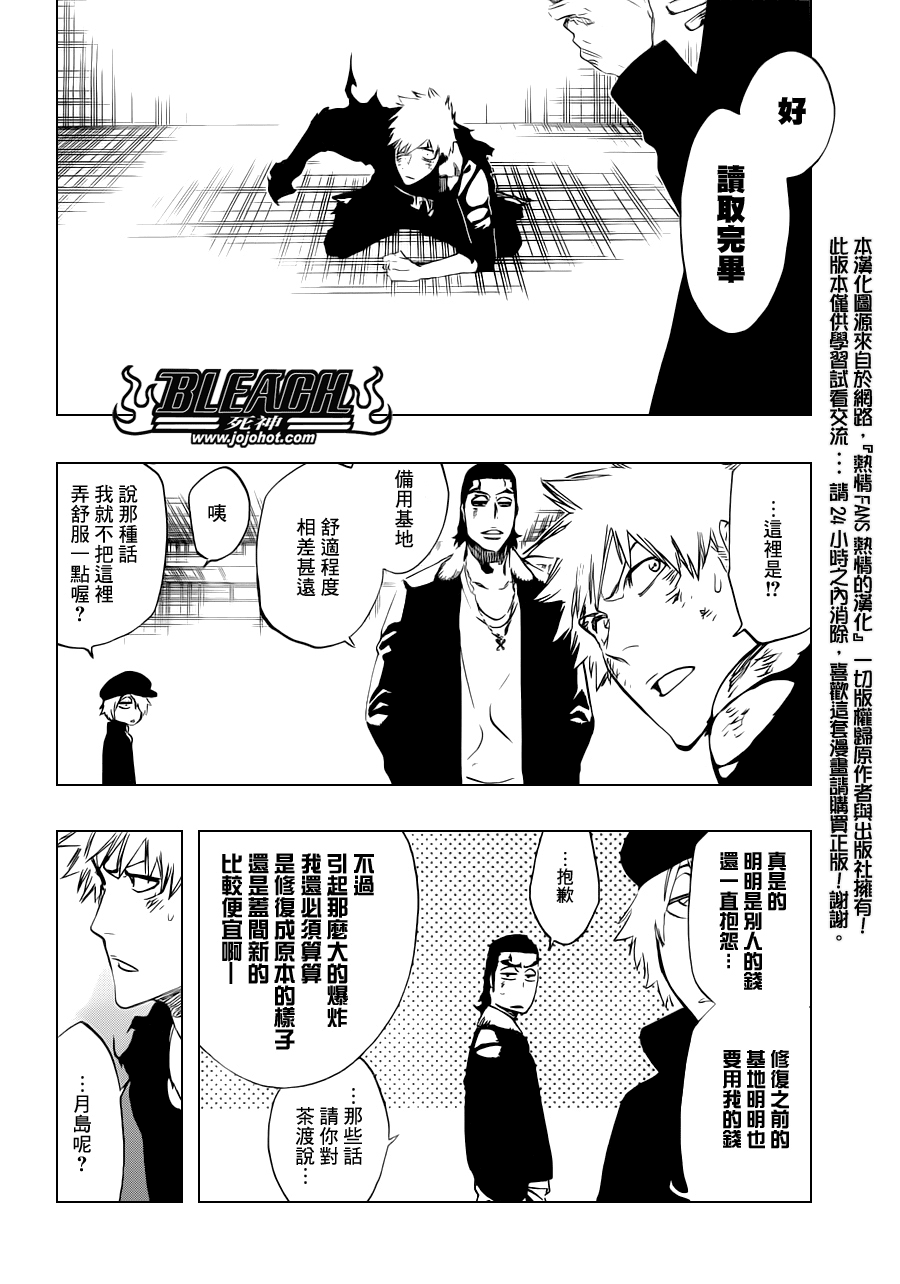 好
讀取完畢
BLEACH
死神
www.jojohot.com
…這裡是!?
備用基地
舒適程度
相差甚遠
咦
說那種話
我就不把這裡
弄舒服一點喔？
真是的
明明是別人的錢
還一直抱怨…
修復之前的
基地明明也
要用我的錢
…抱歉
不過
引起那麼大的爆炸
我還必須算算
是修復成原本的樣子
還是蓋間新的
比較便宜啊—
…那些話
請你對
茶渡說…
…月島呢？
本漢化圖源來自於網路，『熱情FANS熱情的漢化』一切版權歸原作者與出版社擁有！
此版本僅供學習試看交流…請24小時之內消除，喜歡這套漫畫請購買正版！謝謝。